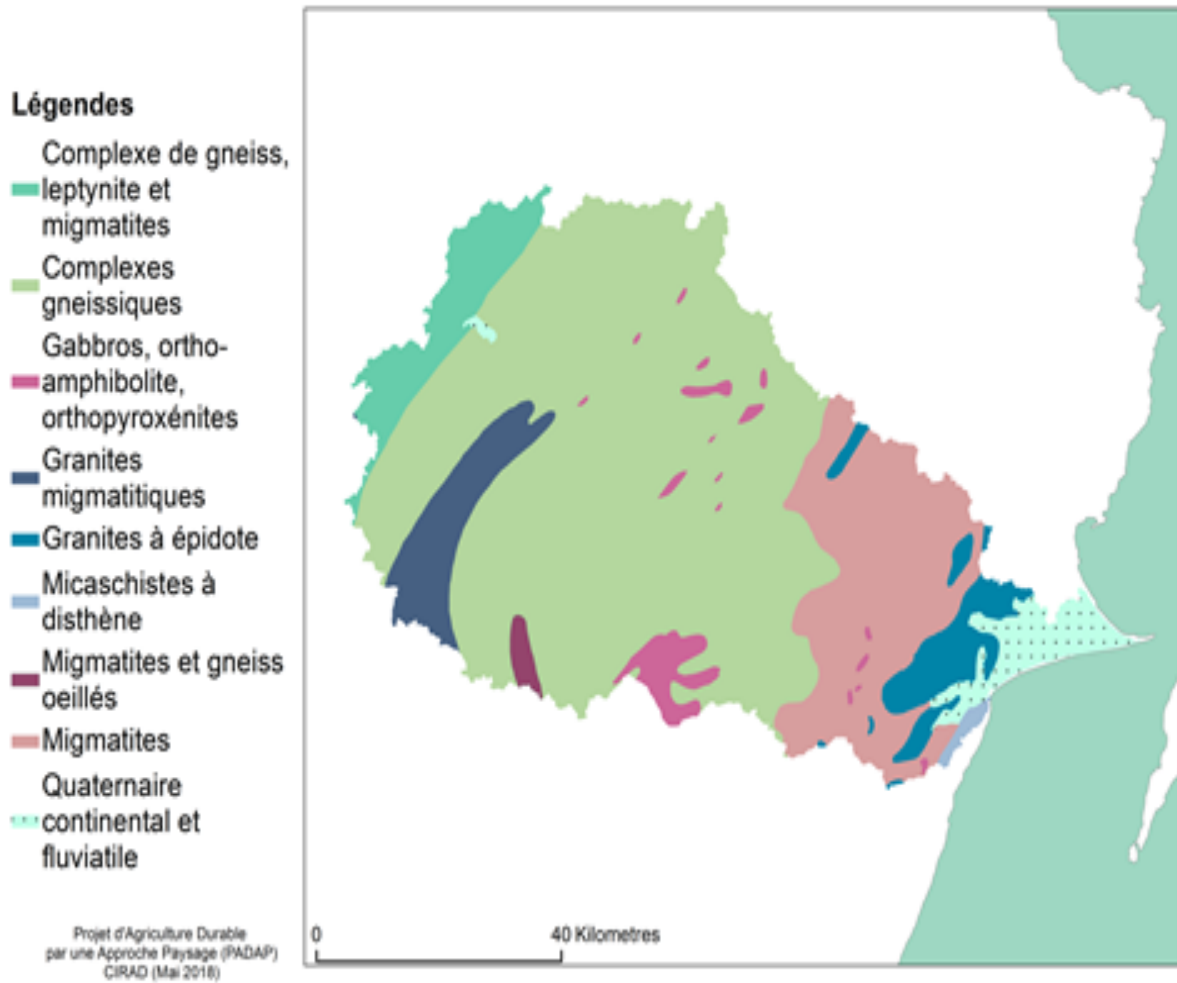 Légendes
Complexe de gneiss,
leptynite et
migmatites
Complexes
gneissiques
Gabbros, ortho-
amphibolite,
orthopyroxénites
Granites
migmatitiques
Granites à épidote
Micaschistes à
disthène
Migmatites et gneiss
oeillés
Migmatites
Quaternaire
continental et
fluviatile
Projet d'Agriculture Durable
par une Approche Paysage (PADAP)
CIRAD (Mai 2018)
0 40 Kilometres